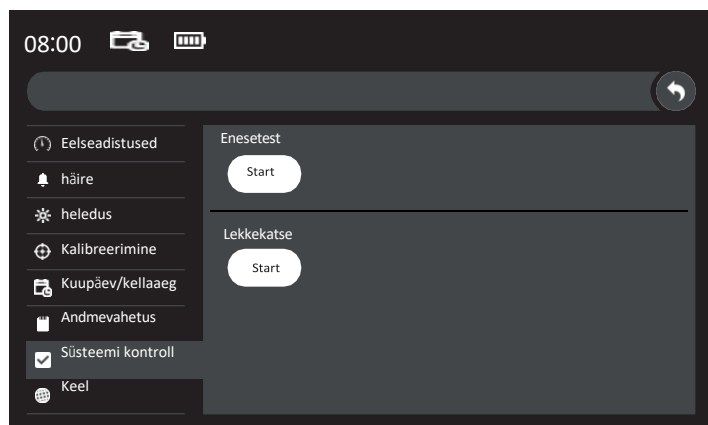 08:00
Eelseadistused
häire
heledus
Kalibreerimine
Kuupäev/kellaaeg
Andmevahetus
Süsteemi kontroll
Keel
Enesetest
Start
Lekkekatse
Start